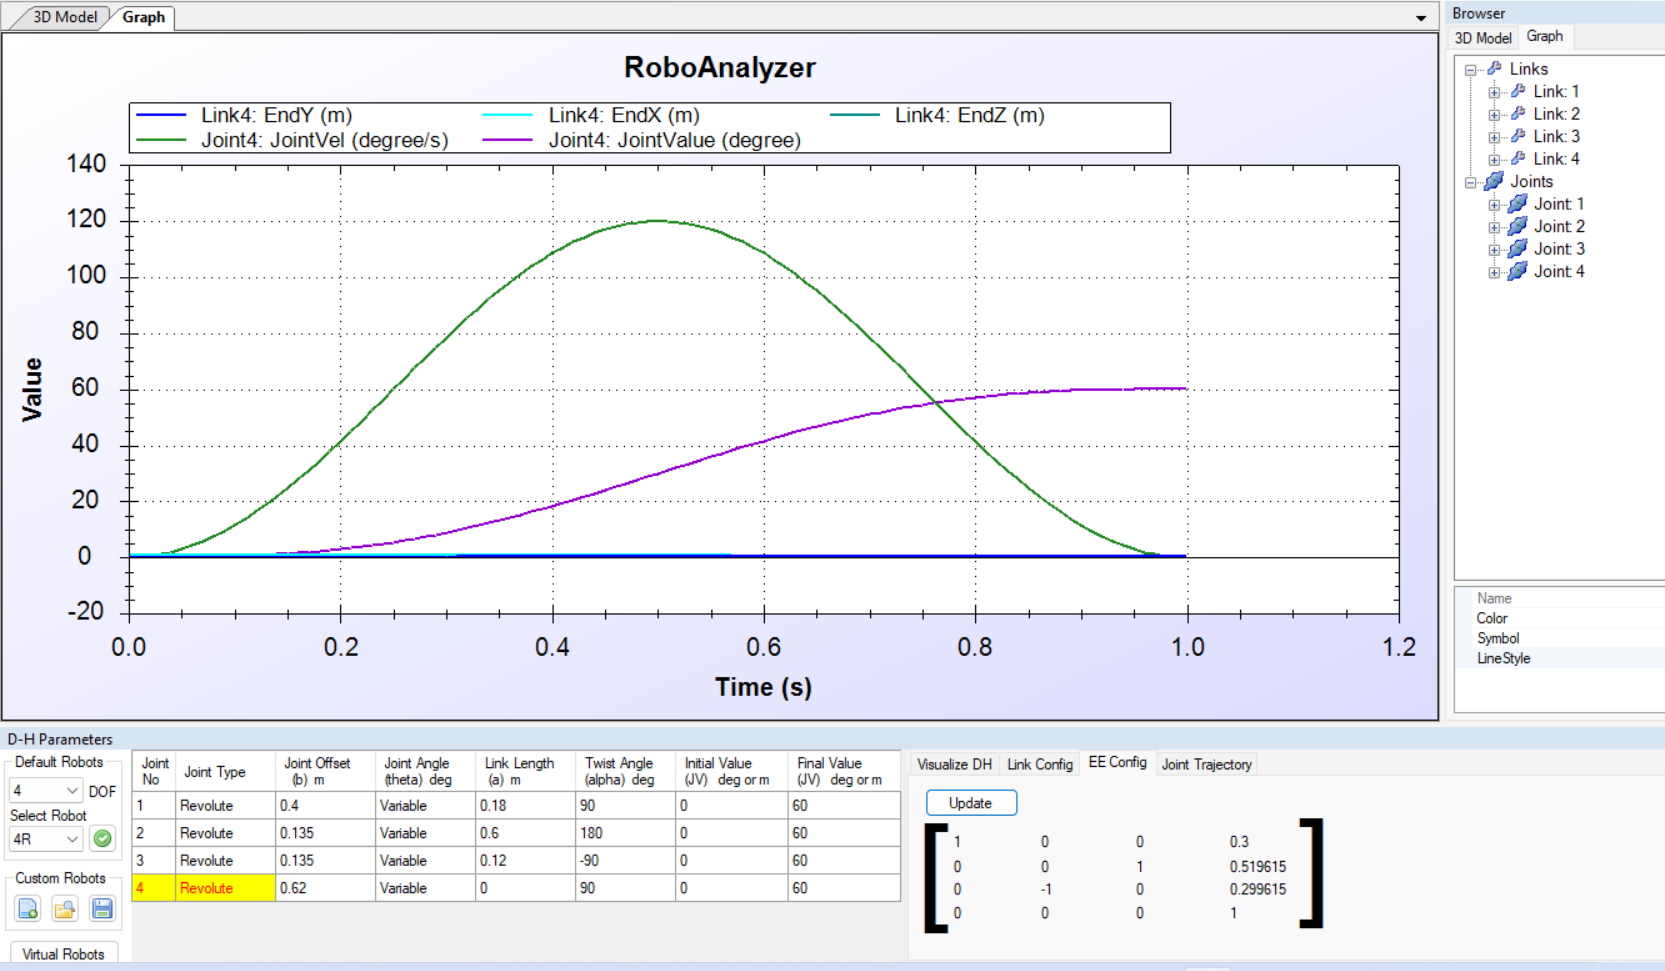 3D Model Graph
RoboAnalyzer
Link4: EndY (m) Link4: EndX (m) Link4: EndZ (m)
Joint4: JointVel (degree/s) Joint4: JointValue (degree)
140
120
100
80
60
40
20
0
-20
Value
0.0 0.2 0.4 0.6 0.8 1.0 1.2
Time (s)
Browser
3D Model Graph
Links
Link: 1
Link: 2
Link: 3
Link: 4
Joints
Joint: 1
Joint: 2
Joint: 3
Joint: 4
Name
Color
Symbol
LineStyle
D-H Parameters
Default Robots
4 DOF
Select Robot
4R
Custom Robots
Virtual Robots
Joint No Joint Type Joint Offset (b) m Joint Angle (theta) deg Link Length (a) m Twist Angle (alpha) deg Initial Value (JV) deg or m Final Value (JV) deg or m
1 Revolute 0.4 Variable 0.18 90 0 60
2 Revolute 0.135 Variable 0.6 180 0 60
3 Revolute 0.135 Variable 0.12 -90 0 60
4 Revolute 0.62 Variable 0 90 0 60
Visualize DH Link Config EE Config Joint Trajectory
Update
1 0 0 0.3
0 0 1 0.519615
0 -1 0 0.299615
0 0 0 1